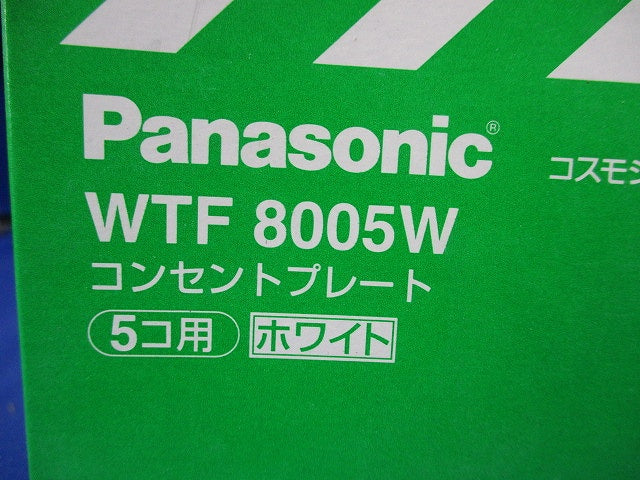 Panasonic®
コスモシ
WTF 8005W
コンセントプレート
5コ用 ホワイト